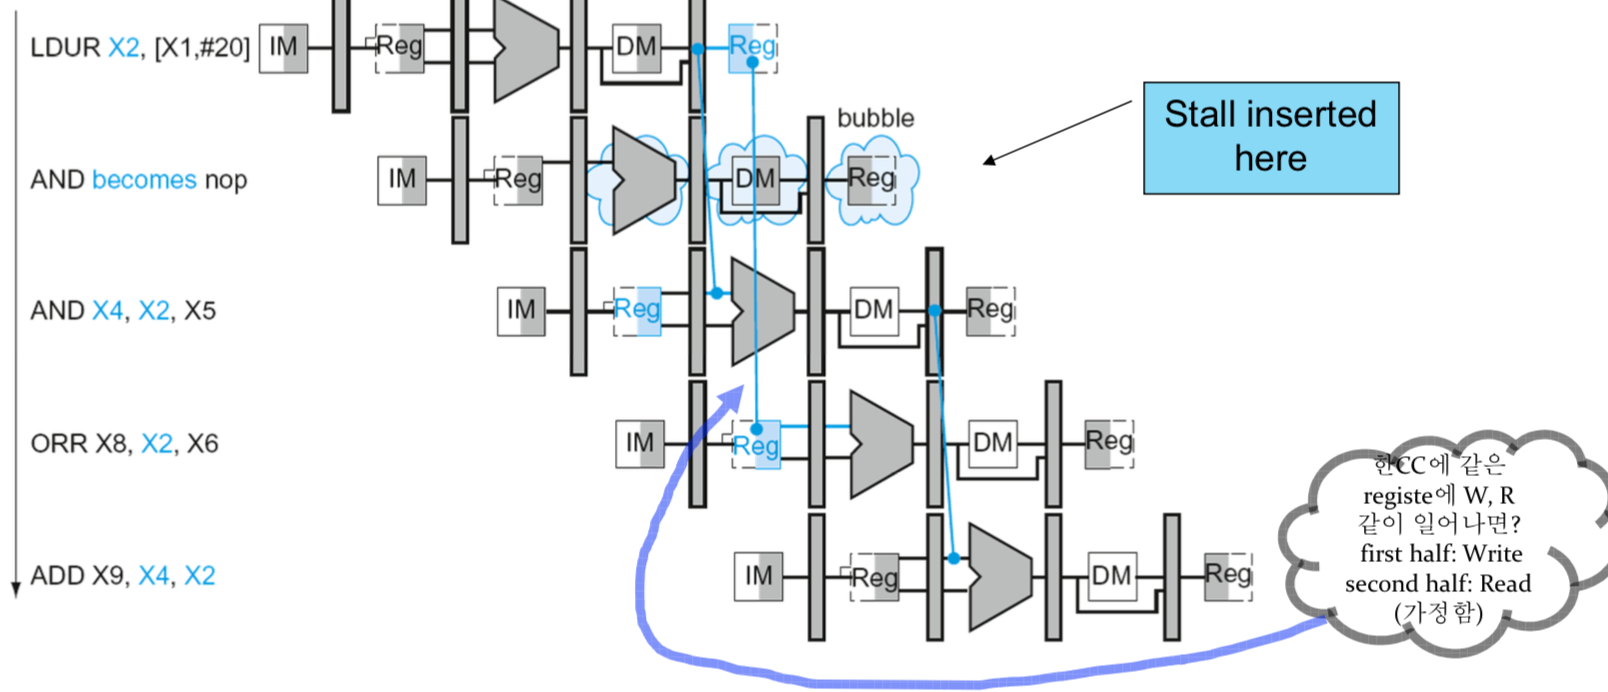 LDUR X2, [X1,#20] IM Reg DM Reg
bubble
Stall inserted
here
AND becomes nop IM Reg DM Reg
AND X4, X2, X5 IM Reg DM Reg
ORR X8, X2, X6 IM Reg DM Reg
한CC에 같은
registe에 W, R
같이 일어나면?
first half: Write
second half: Read
(가정함)
ADD X9, X4, X2 IM Reg DM Reg